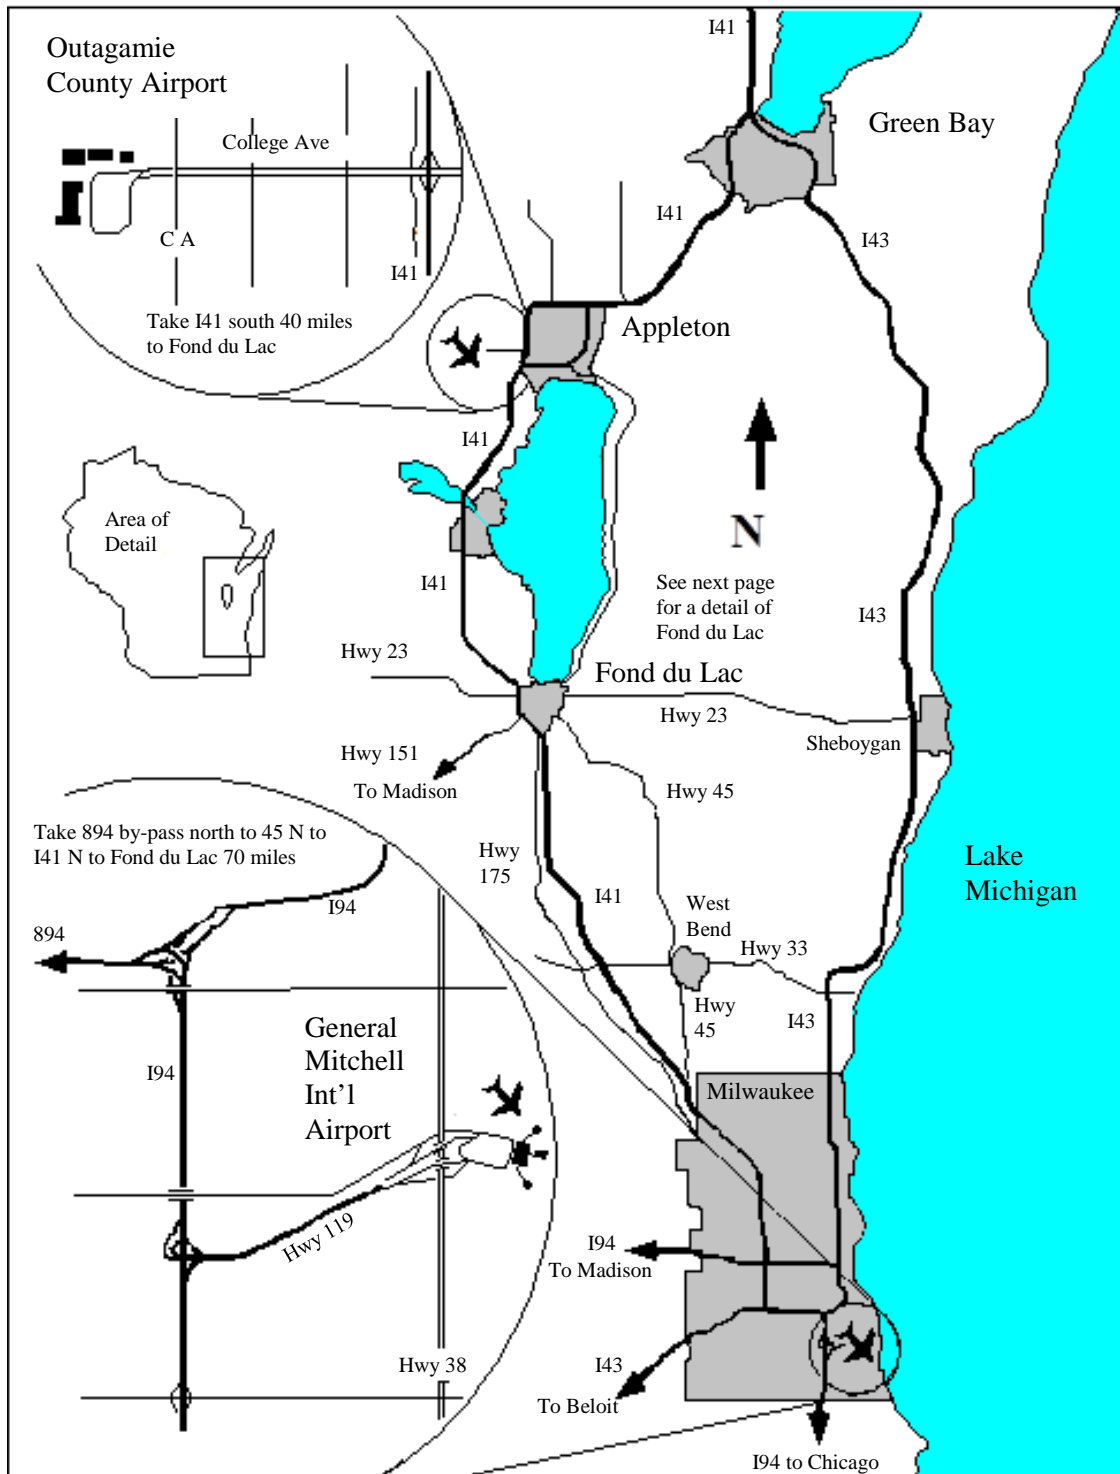 I41
Outagamie
County Airport
Green Bay
College Ave
I41
C A
I43
I41
Take I41 south 40 miles
to Fond du Lac
Appleton
I41
N
Area of
Detail
I41
See next page
for a detail of
Fond du Lac
I43
Hwy 23
Fond du Lac
Hwy 23
Sheboygan
Hwy 151
To Madison
Hwy 45
Take 894 by-pass north to 45 N to
I41 N to Fond du Lac 70 miles
Hwy
175
Lake
Michigan
I94
I41
West
Bend
894
Hwy 33
Hwy
45
I43
General
Mitchell
Int'l
Airport
I94
Milwaukee
Hwy 119
I94
To Madison
Hwy 38
I43
To Beloit
I94 to Chicago